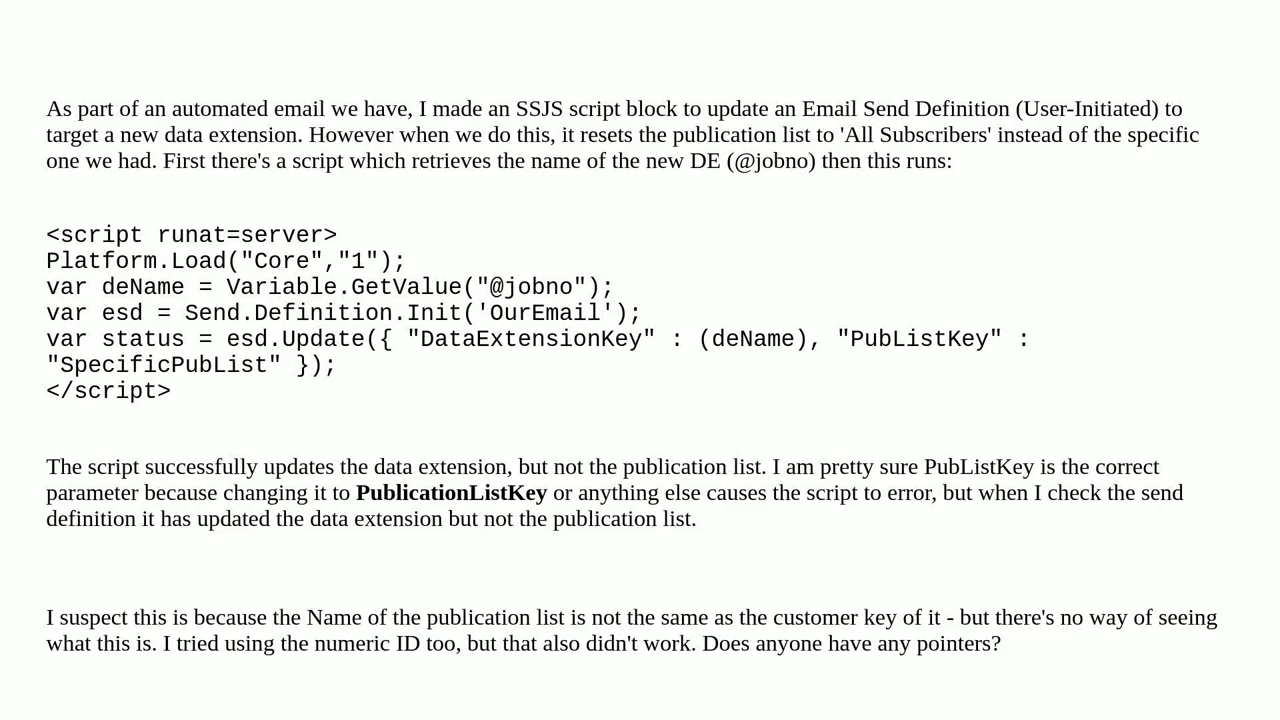 As part of an automated email we have, I made an SSJS script block to update an Email Send Definition (User-Initiated) to
target a new data extension. However when we do this, it resets the publication list to 'All Subscribers' instead of the specific
one we had. First there's a script which retrieves the name of the new DE (@jobno) then this runs:
<script runat=server>
Platform.Load("Core","1");
var deName = Variable.GetValue("@jobno");
var esd = Send.Definition.Init('OurEmail');
var status = esd.Update({ "DataExtensionKey" : (deName), "PubListKey" :
"SpecificPubList" });
</script>
The script successfully updates the data extension, but not the publication list. I am pretty sure PubListKey is the correct
parameter because changing it to PublicationListKey or anything else causes the script to error, but when I check the send
definition it has updated the data extension but not the publication list.
I suspect this is because the Name of the publication list is not the same as the customer key of it - but there's no way of seeing
what this is. I tried using the numeric ID too, but that also didn't work. Does anyone have any pointers?